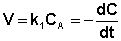 V = k₁C_A = − dC/dt